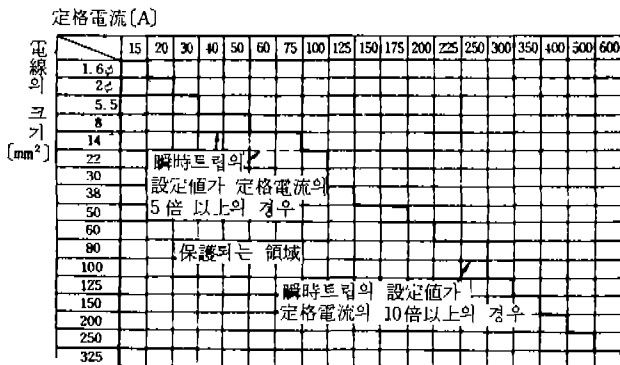 定格電流〔A〕
電線의 크기〔mm²〕
15 20 30 40 50 60 75 100 125 150 175 200 225 250 300 350 400 500 600
1.6φ
2φ
5.5
8
14
22
30
38
50
60
80
100
125
150
200
250
325
瞬時트립의
設定値가 定格電流의
5倍 以上의 경우
保護되는 領域
瞬時트립의 設定値가
定格電流의 10倍以上의 경우